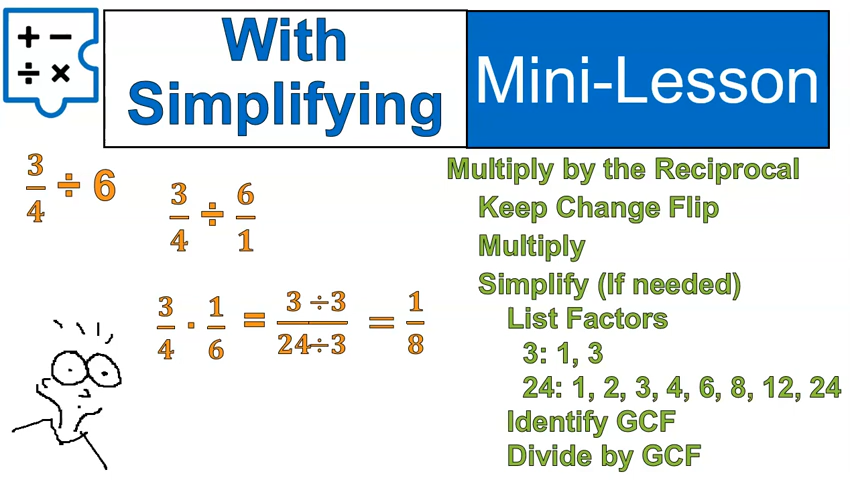 + −
÷ ×
With
Simplifying
Mini-Lesson
3/4 ÷ 6
3/4 ÷ 6/1
3/4 · 1/6 = 3 ÷3/24÷3 = 1/8
Multiply by the Reciprocal
Keep Change Flip
Multiply
Simplify (If needed)
List Factors
3: 1, 3
24: 1, 2, 3, 4, 6, 8, 12, 24
Identify GCF
Divide by GCF